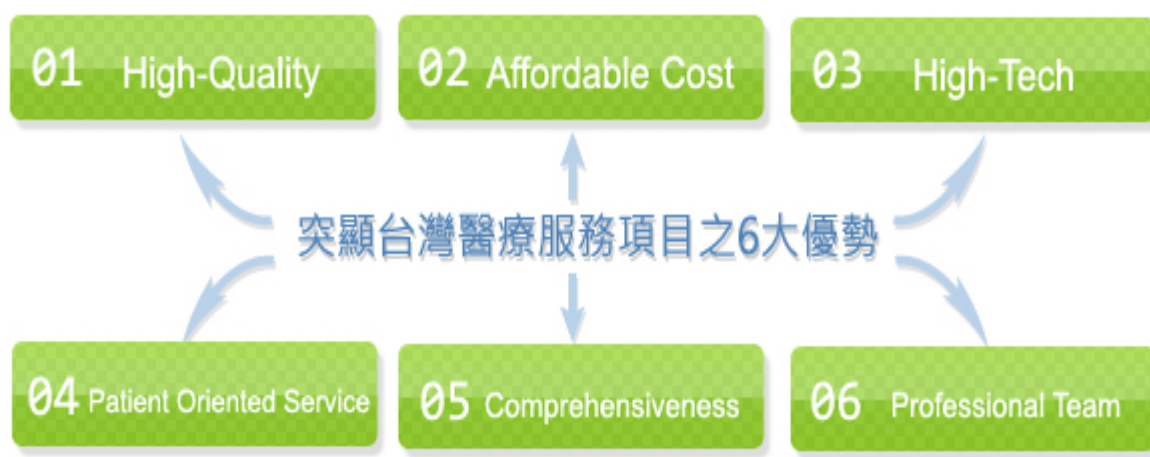 01 High-Quality
02 Affordable Cost
03 High-Tech
突顯台灣醫療服務項目之6大優勢
04 Patient Oriented Service
05 Comprehensiveness
06 Professional Team